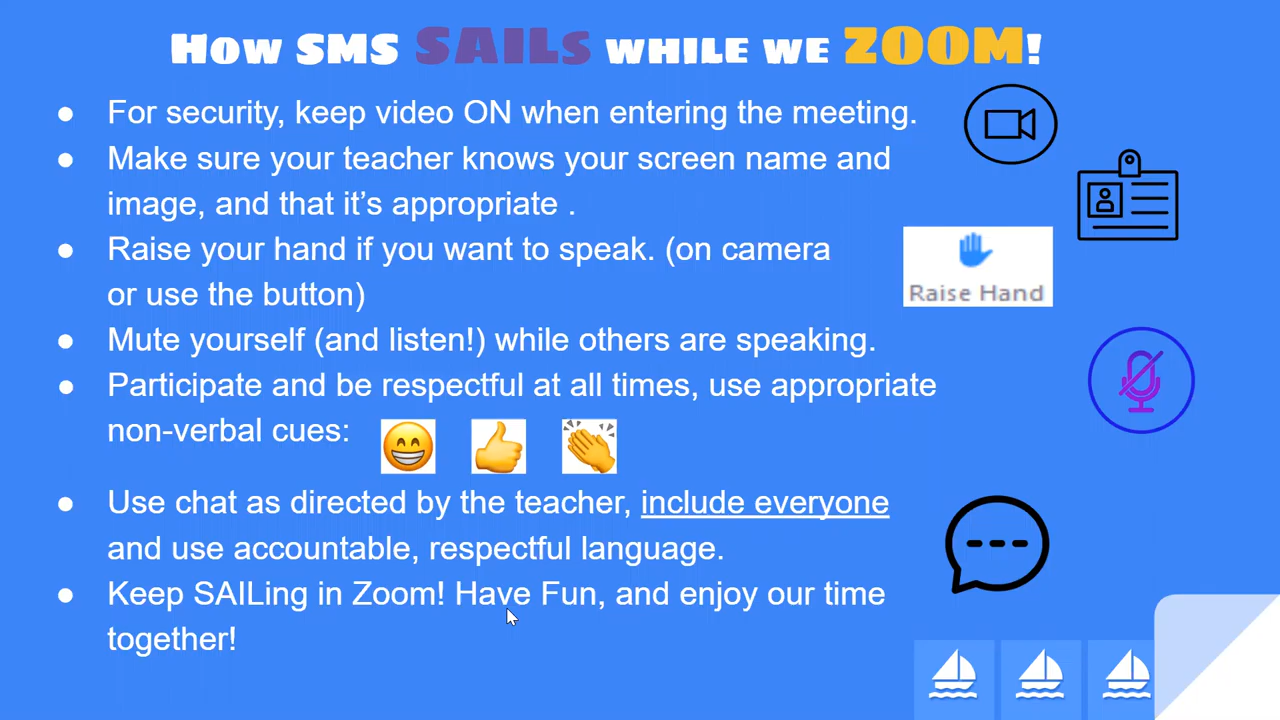 How SMS SAILs while we ZOOM!
● For security, keep video ON when entering the meeting.
● Make sure your teacher knows your screen name and
image, and that it’s appropriate .
● Raise your hand if you want to speak. (on camera
or use the button)
Raise Hand
● Mute yourself (and listen!) while others are speaking.
● Participate and be respectful at all times, use appropriate
non-verbal cues:
● Use chat as directed by the teacher, include everyone
and use accountable, respectful language.
● Keep SAILing in Zoom! Have Fun, and enjoy our time
together!